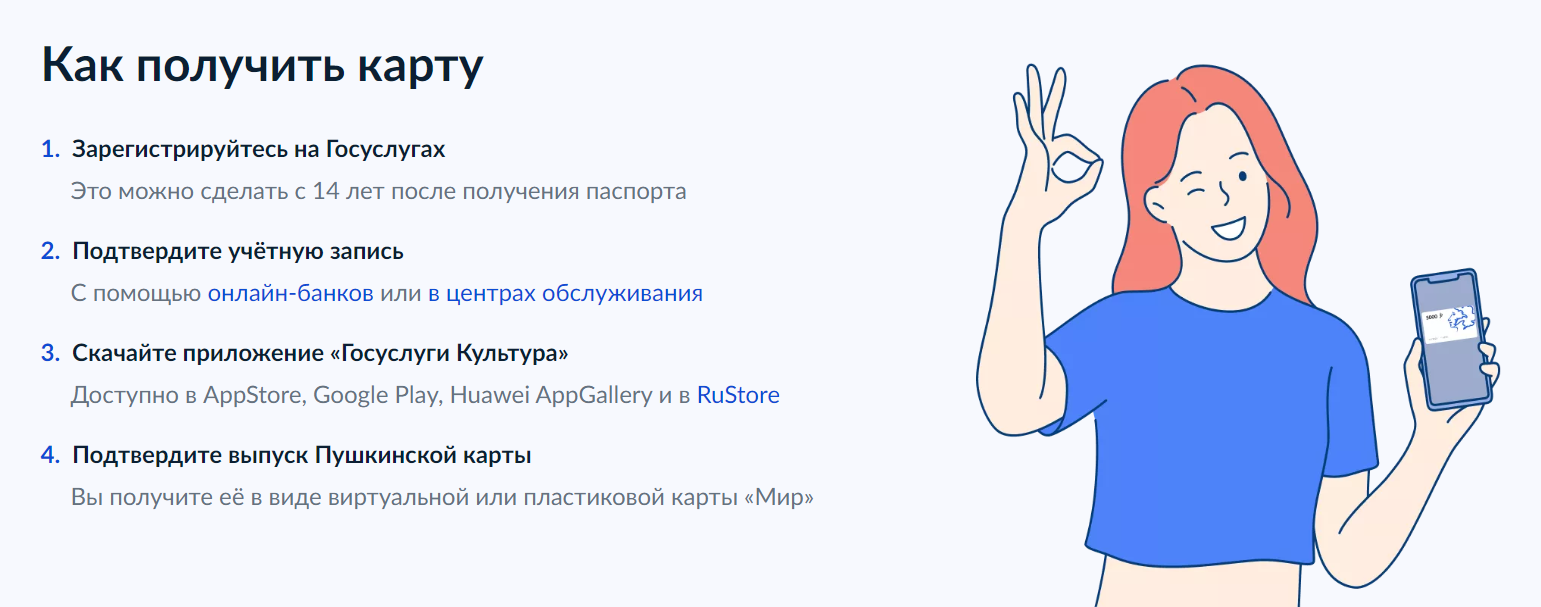 Как получить карту
1. Зарегистрируйтесь на Госуслугах
Это можно сделать с 14 лет после получения паспорта
2. Подтвердите учётную запись
С помощью онлайн-банков или в центрах обслуживания
3. Скачайте приложение «Госуслуги Культура»
Доступно в AppStore, Google Play, Huawei AppGallery и в RuStore
4. Подтвердите выпуск Пушкинской карты
Вы получите её в виде виртуальной или пластиковой карты «Мир»